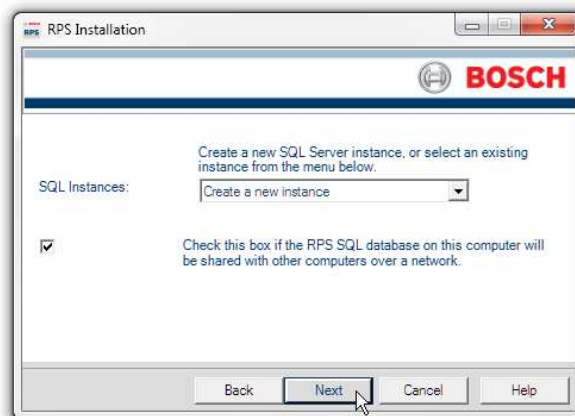 RPS Installation
BOSCH
Create a new SQL Server instance, or select an existing
instance from the menu below.
SQL Instances:
Create a new instance
Check this box if the RPS SQL database on this computer will
be shared with other computers over a network.
Back
Next
Cancel
Help